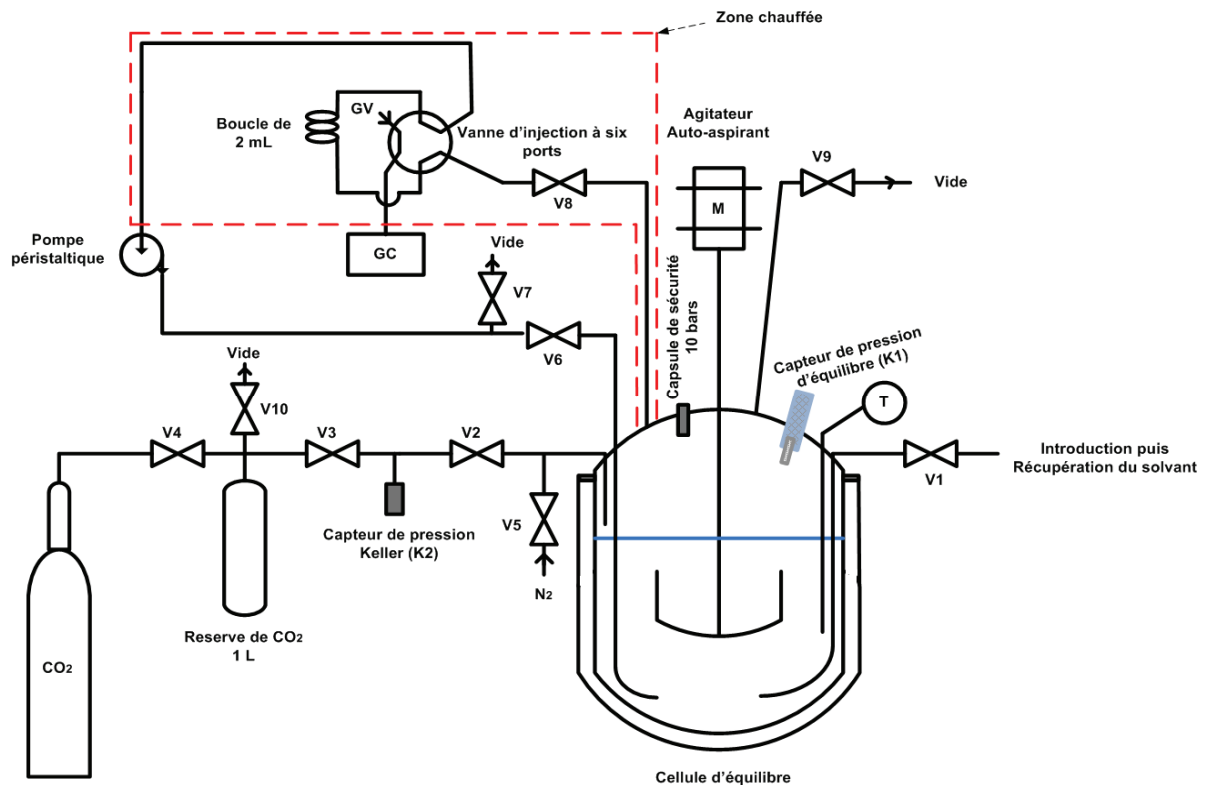 Zone chauffée
GV
Boucle de
2 mL
Vanne d'injection à six
ports
V8
Agitateur
Auto-aspirant
M
V9
Vide
Pompe
péristaltique
GC
Vide
V7
V6
Capsule de sécurité
10 bars
Capteur de pression
d'équilibre (K1)
T
Vide
V10
V4
V3
V2
V1
Introduction puis
Récupération du solvant
Capteur de pression
Keller (K2)
V5
N2
Reserve de CO2
1 L
CO2
Cellule d'équilibre